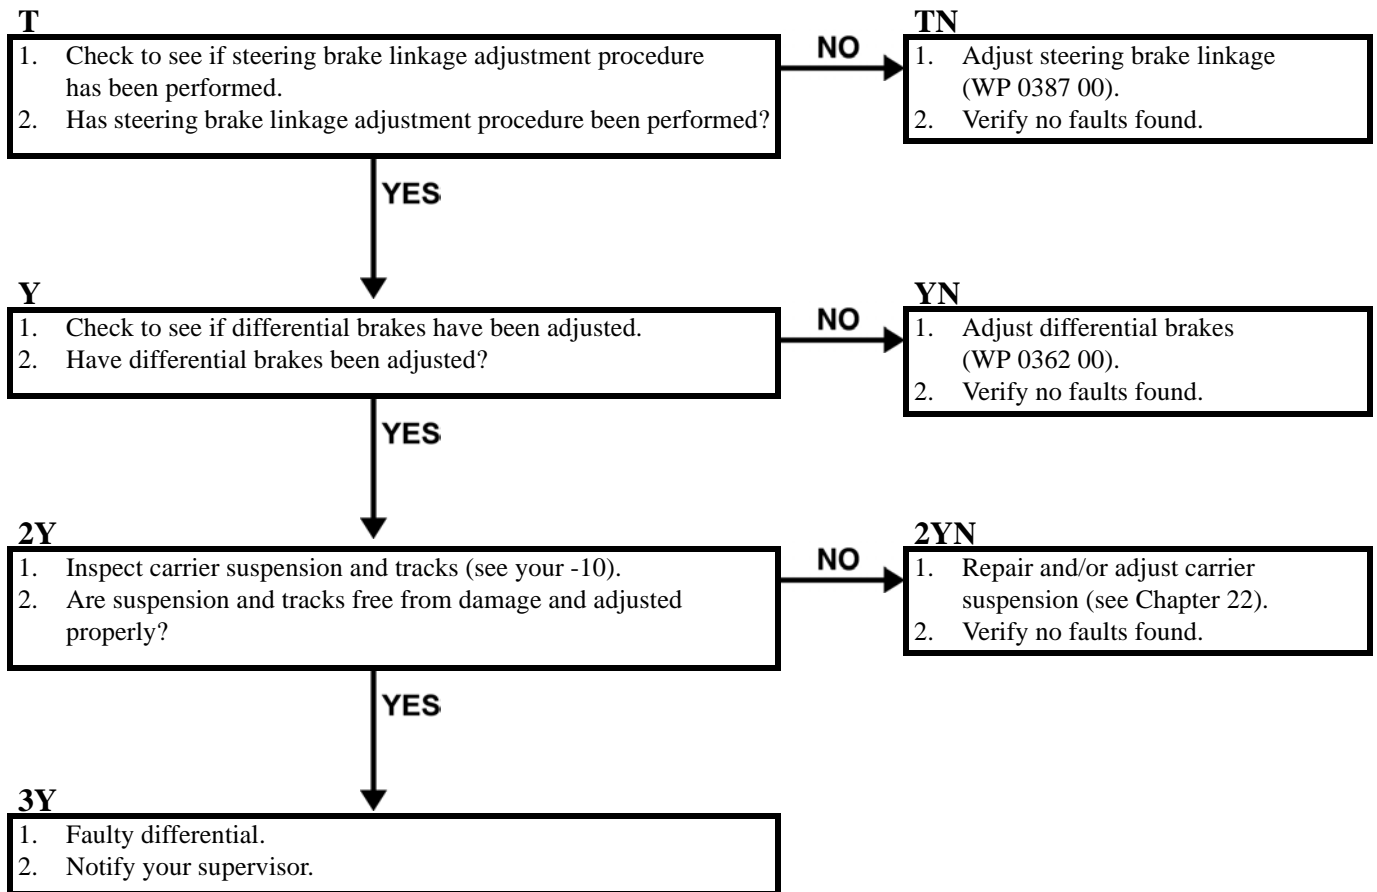 T
1. Check to see if steering brake linkage adjustment procedure
has been performed.
2. Has steering brake linkage adjustment procedure been performed?
NO
TN
1. Adjust steering brake linkage
(WP 0387 00).
2. Verify no faults found.
YES
Y
1. Check to see if differential brakes have been adjusted.
2. Have differential brakes been adjusted?
NO
YN
1. Adjust differential brakes
(WP 0362 00).
2. Verify no faults found.
YES
2Y
1. Inspect carrier suspension and tracks (see your -10).
2. Are suspension and tracks free from damage and adjusted
properly?
NO
2YN
1. Repair and/or adjust carrier
suspension (see Chapter 22).
2. Verify no faults found.
YES
3Y
1. Faulty differential.
2. Notify your supervisor.